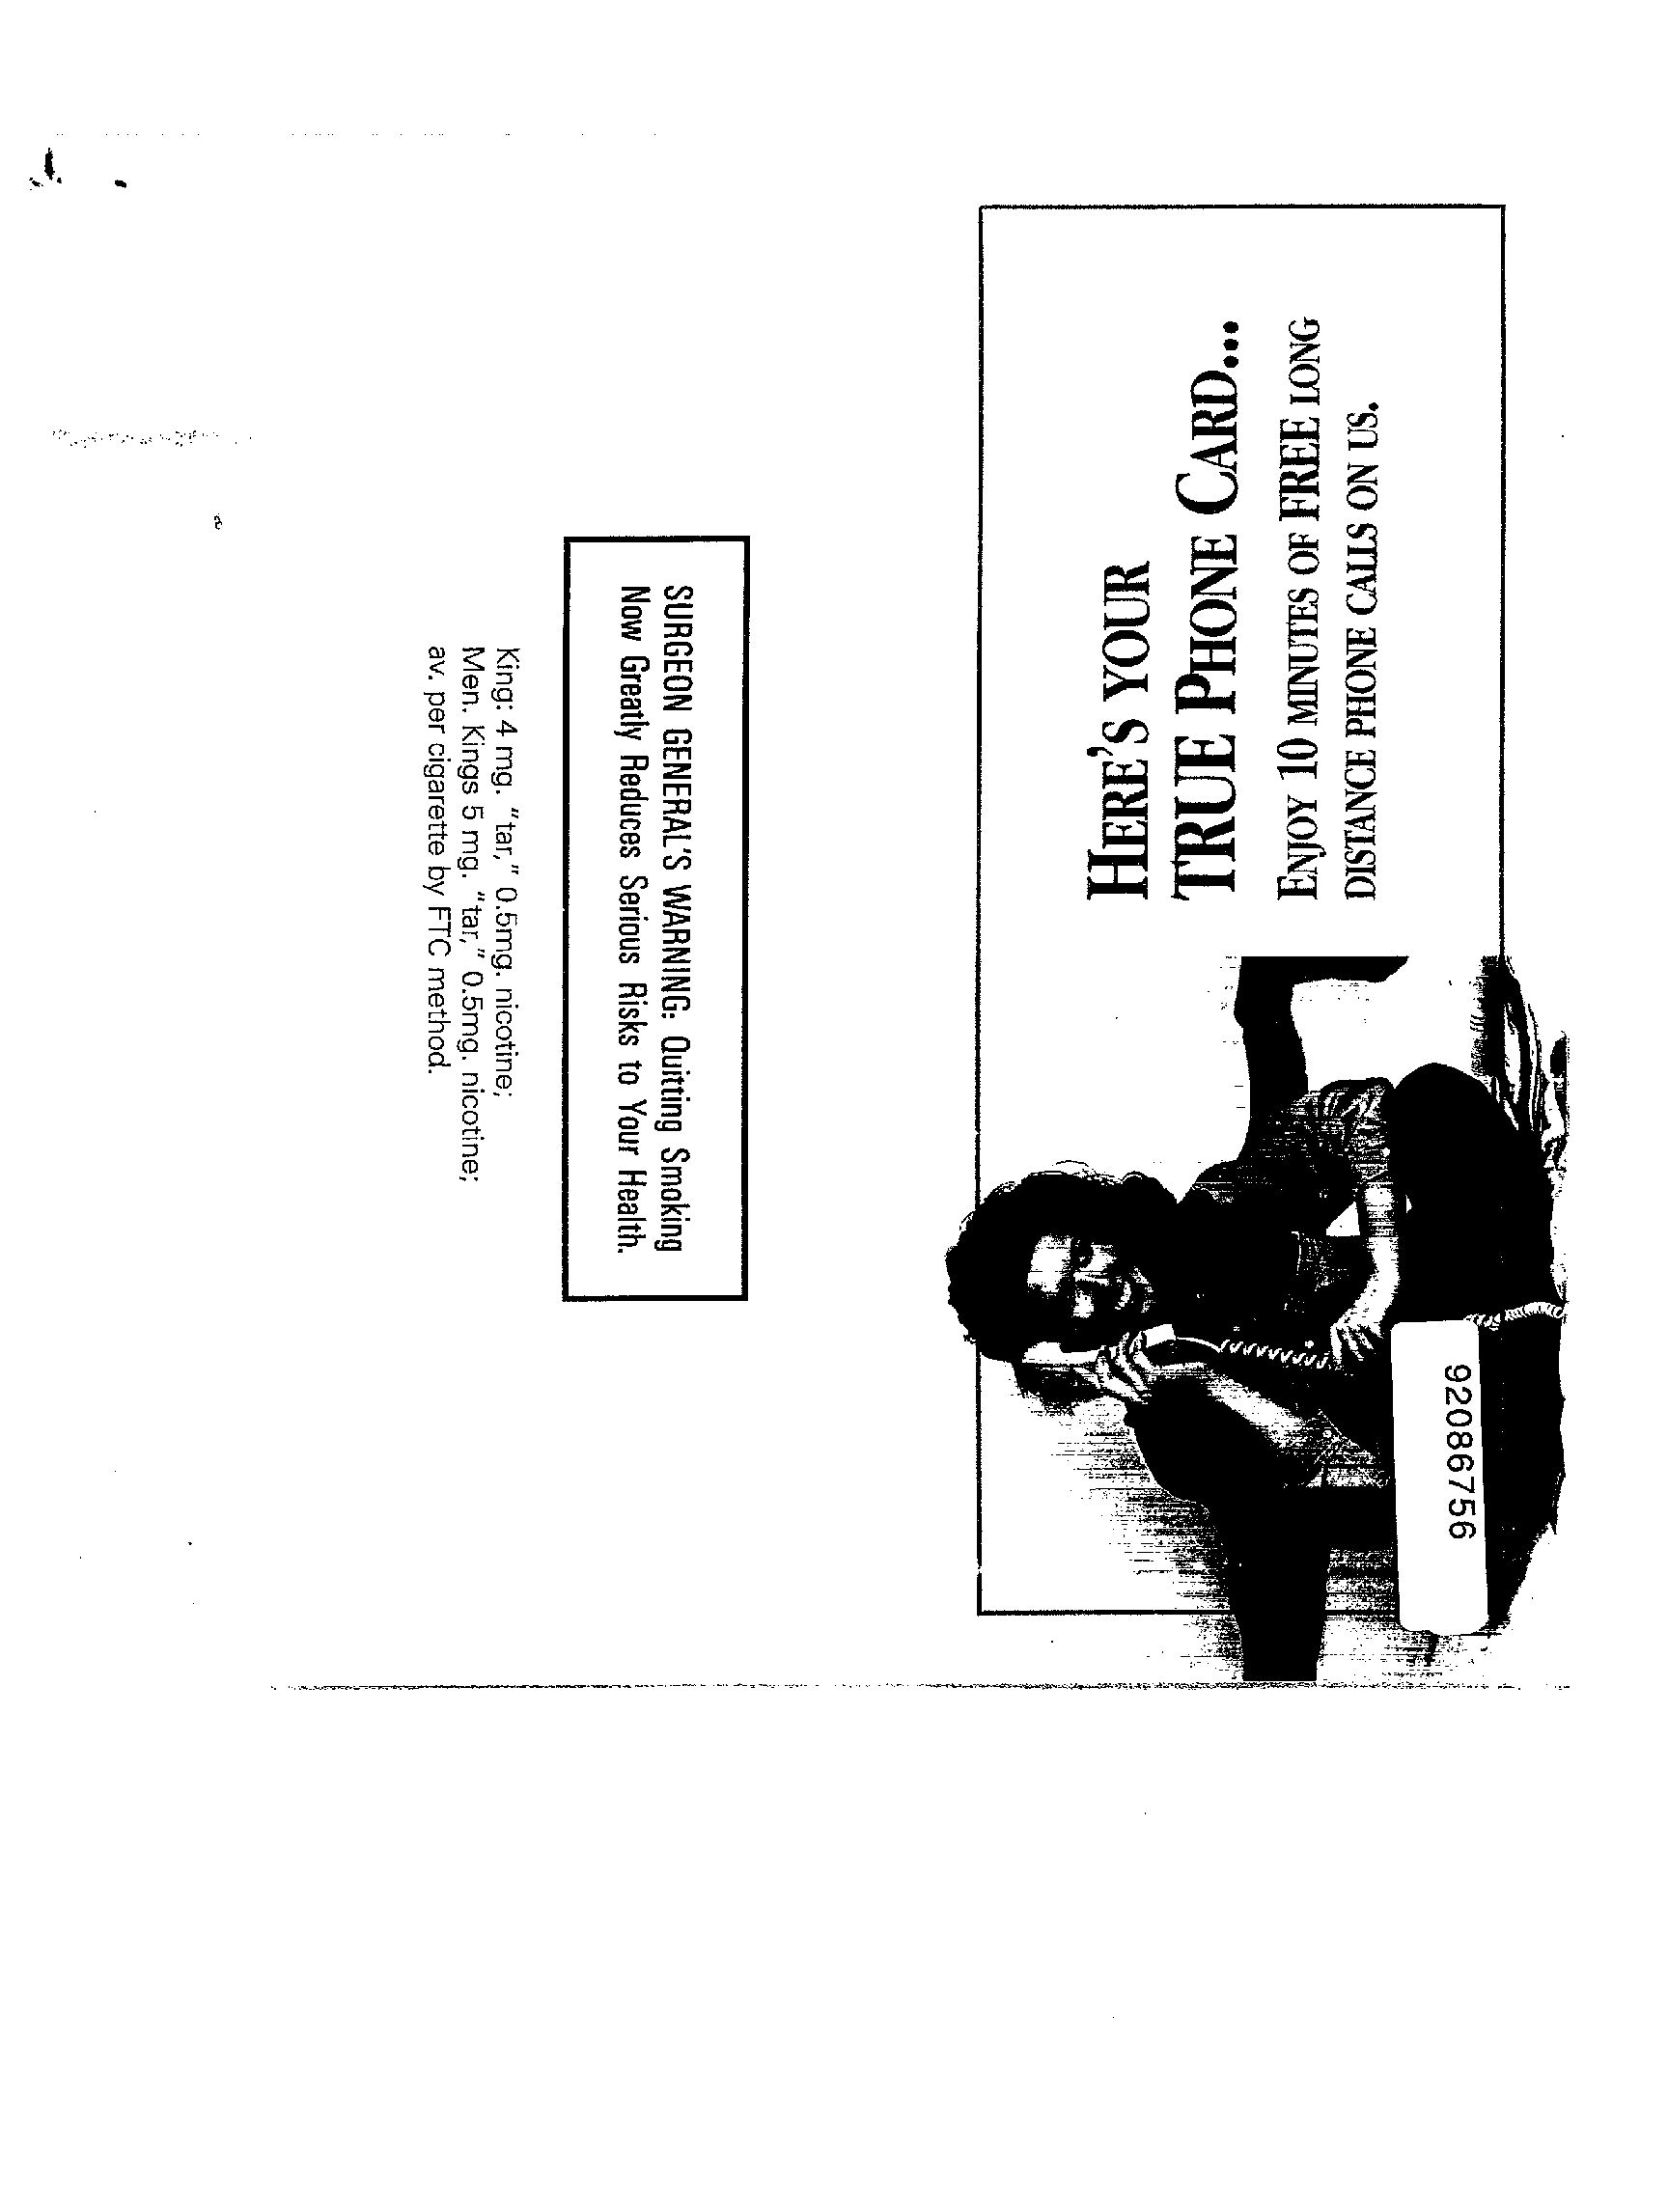 HERE'S YOUR
TRUE PHONE CARD...
ENJOY 10 MINUTES OF FREE LONG
DISTANCE PHONE CALLS ON US.
92086756
SURGEON GENERAL'S WARNING: Quitting Smoking
Now Greatly Reduces Serious Risks to Your Health.
King: 4 mg. "tar," 0.5mg. nicotine;
Men. Kings 5 mg. "tar," 0.5mg. nicotine;
av. per cigarette by FTC method.